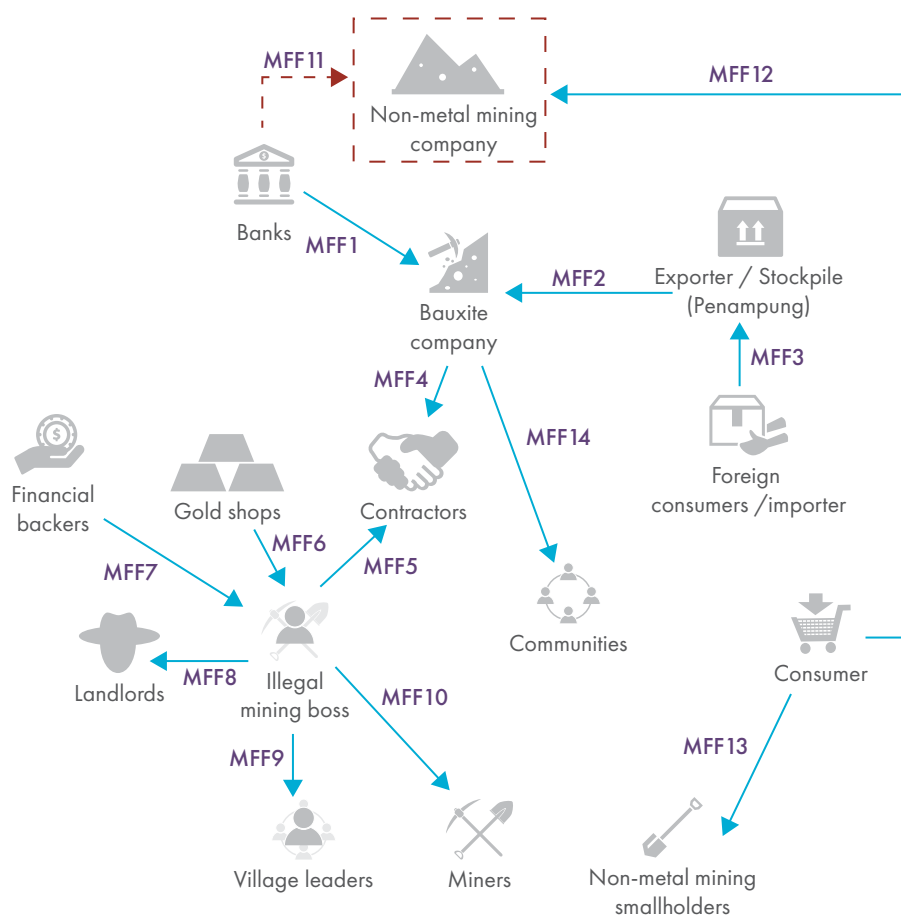 MFF11
MFF12
Non-metal mining
company
$
Banks
MFF1
MFF2
Exporter / Stockpile
(Penampung)
Bauxite
company
MFF3
MFF4
MFF14
$
Financial
backers
Gold shops
Contractors
Foreign
consumers /importer
MFF6
MFF5
MFF7
Communities
Landlords
MFF8
Illegal
mining boss
MFF10
Consumer
MFF9
MFF13
Village leaders
Miners
Non-metal mining
smallholders